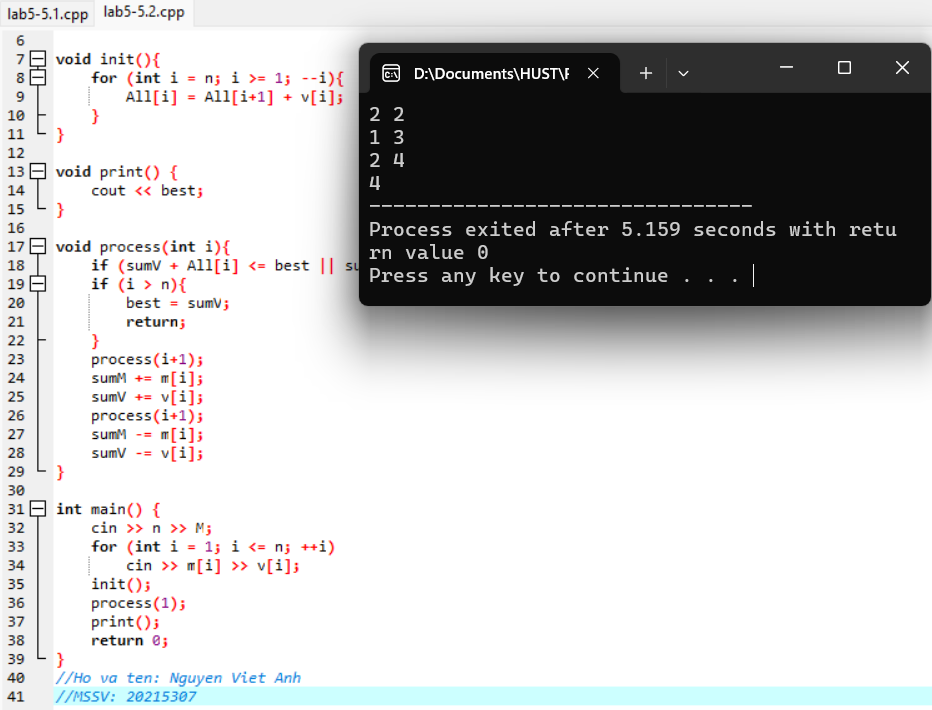 lab5-5.1.cpp lab5-5.2.cpp
6
7 void init(){
8 for (int i = n; i >= 1; --i){
9 All[i] = All[i+1] + v[i];
10 }
11 }
12
13 void print() {
14 cout << best;
15 }
16
17 void process(int i){
18 if (sumV + All[i] <= best || su
19 if (i > n){
20 best = sumV;
21 return;
22 }
23 process(i+1);
24 sumM += m[i];
25 sumV += v[i];
26 process(i+1);
27 sumM -= m[i];
28 sumV -= v[i];
29 }
30
31 int main() {
32 cin >> n >> M;
33 for (int i = 1; i <= n; ++i)
34 cin >> m[i] >> v[i];
35 init();
36 process(1);
37 print();
38 return 0;
39 }
40 //Ho va ten: Nguyen Viet Anh
41 //MSSV: 20215307
D:\Documents\HUST\F
2 2
1 3
2 4
4
--------------------------------
Process exited after 5.159 seconds with retu
rn value 0
Press any key to continue . . .